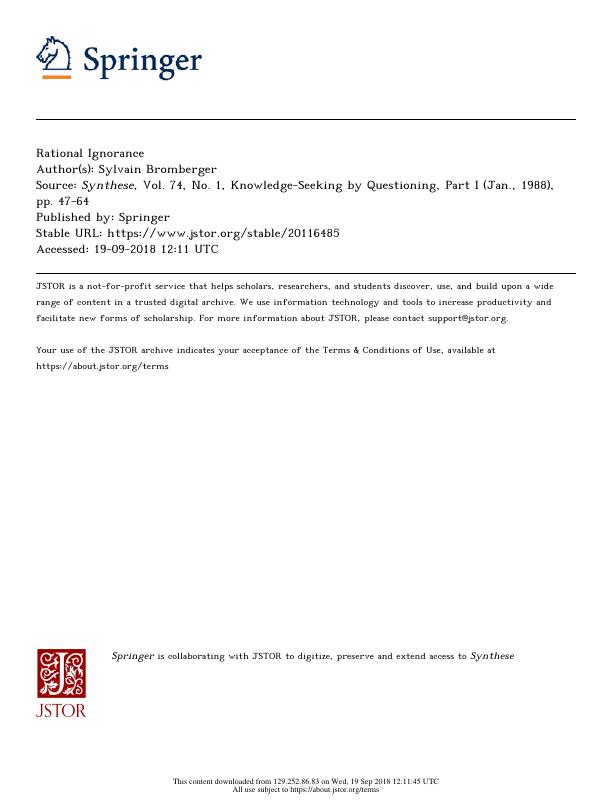 Springer
Rational Ignorance
Author(s): Sylvain Bromberger
Source: Synthese, Vol. 74, No. 1, Knowledge-Seeking by Questioning, Part I (Jan., 1988),
pp. 47-64
Published by: Springer
Stable URL: https://www.jstor.org/stable/20116485
Accessed: 19-09-2018 12:11 UTC
JSTOR is a not-for-profit service that helps scholars, researchers, and students discover, use, and build upon a wide
range of content in a trusted digital archive. We use information technology and tools to increase productivity and
facilitate new forms of scholarship. For more information about JSTOR, please contact support@jstor.org.
Your use of the JSTOR archive indicates your acceptance of the Terms & Conditions of Use, available at
https://about.jstor.org/terms
Springer is collaborating with JSTOR to digitize, preserve and extend access to Synthese
J
JSTOR
This content downloaded from 129.252.86.83 on Wed, 19 Sep 2018 12:11:45 UTC
All use subject to https://about.jstor.org/terms